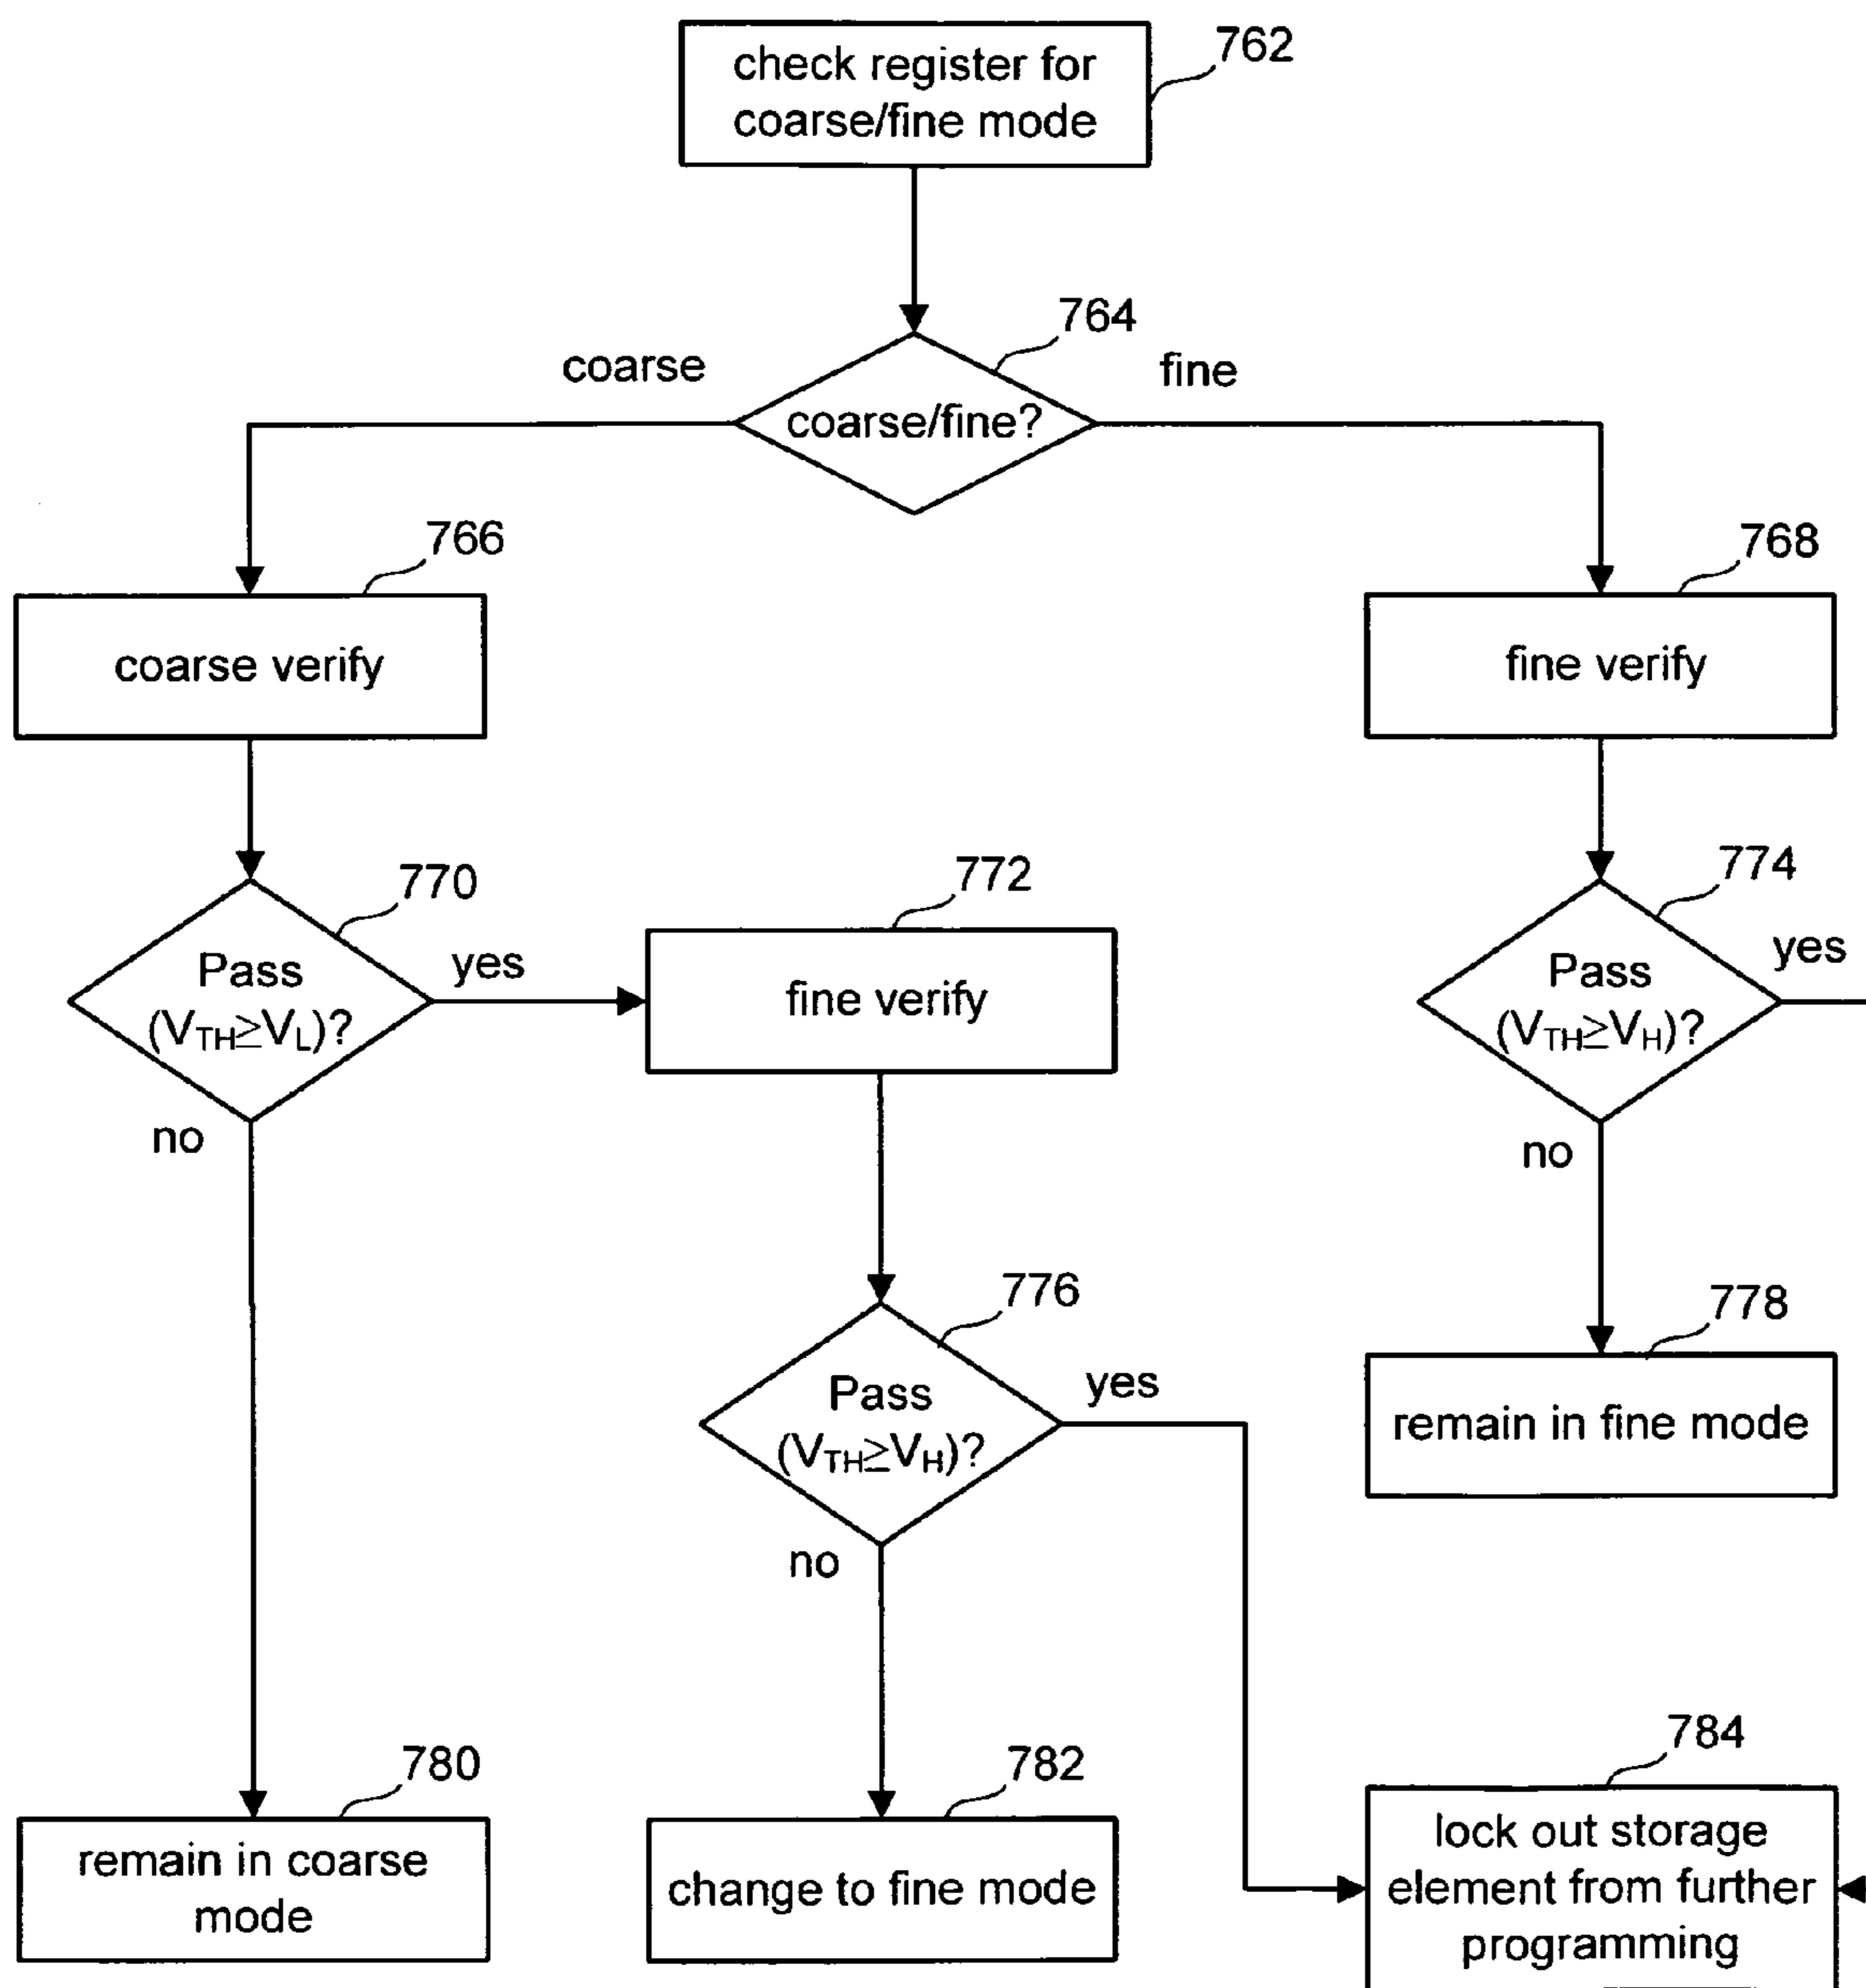 check register for
coarse/fine mode
762
764
coarse
fine
coarse/fine?
766
768
coarse verify
fine verify
770
772
774
Pass
(VTH≥VL)?
yes
fine verify
Pass
(VTH≥VH)?
yes
no
no
776
778
Pass
(VTH≥VH)?
yes
remain in fine mode
no
780
782
784
remain in coarse
mode
change to fine mode
lock out storage
element from further
programming